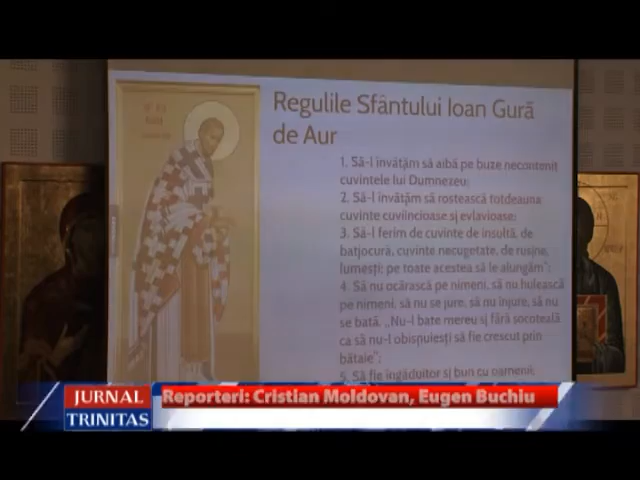 Regulile Sfântului Ioan Gură
de Aur
1. Să-l învățăm să aibă pe buze necontenit
cuvintele lui Dumnezeu;
2. Să-l învățăm să rostească totdeauna
cuvinte cuviincioase și evlavioase;
3. Să-l ferim de cuvinte de insultă, de
batjocură, cuvinte necugetate, de rușine,
lumești; pe toate acestea să le alungăm";
4. Să nu ocărască pe nimeni, să nu hulească
pe nimeni, să nu se jure, să nu înjure, să nu
se bată. „Nu-l bate mereu și fără socoteală
ca să nu-l obișnuiești să fie crescut prin
bătaie";
5. Să fie îngăduitor și bun cu oamenii;
JURNAL
TRINITAS
Reporteri: Cristian Moldovan, Eugen Buchiu